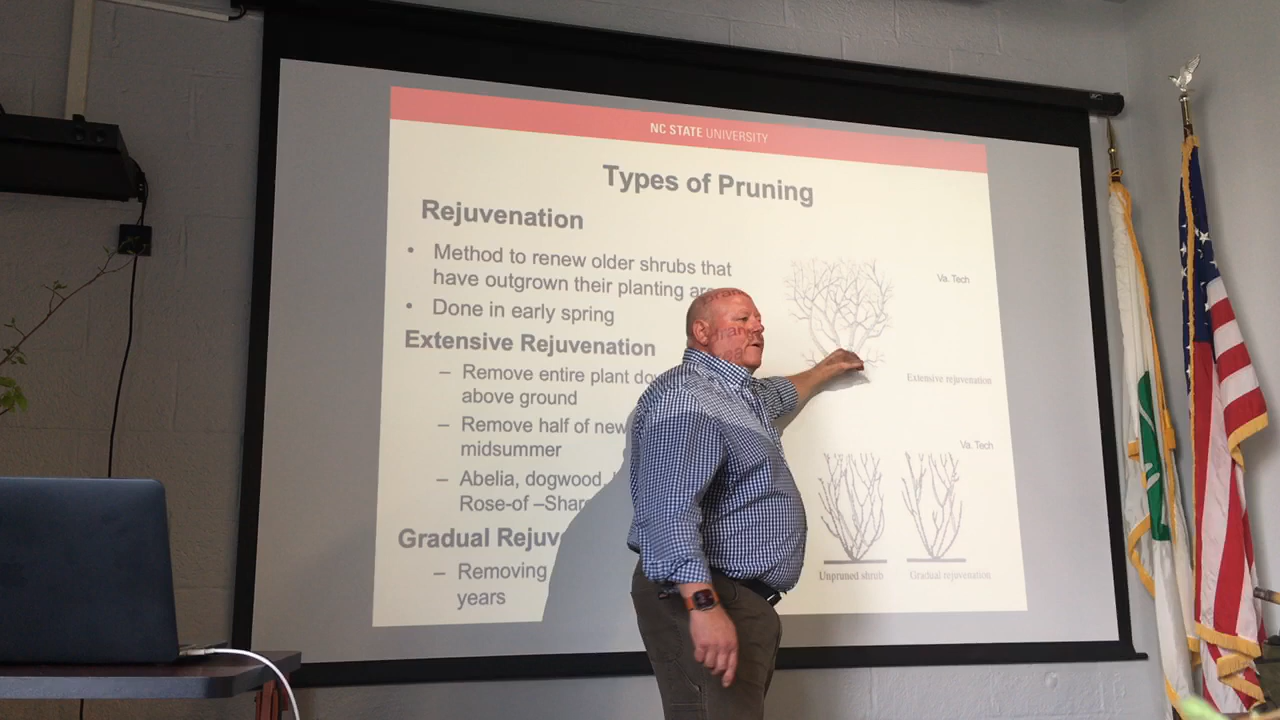 NC STATE UNIVERSITY
Types of Pruning
Rejuvenation
• Method to renew older shrubs that
have outgrown their planting
• Done in early spring
Extensive Rejuvenation
– Remove entire plant
above ground
– Remove half of new
midsummer
– Abelia, dogwood,
Rose-of –
Gradual
– Removing
years
Va. Tech
Extensive rejuvenation
Va. Tech
Unpruned shrub
Gradual rejuvenation